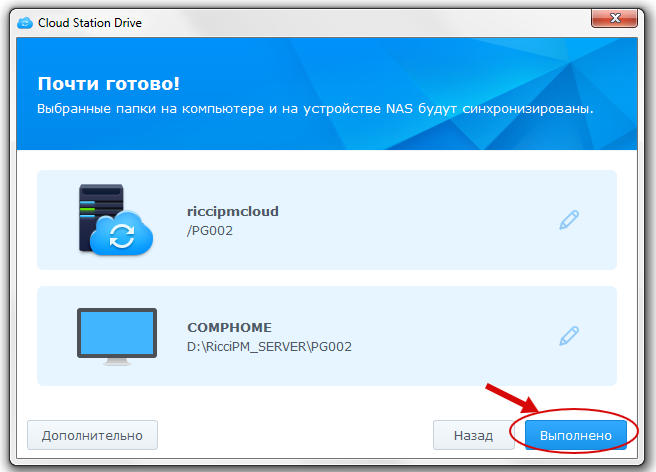 Cloud Station Drive
Почти готово!
Выбранные папки на компьютере и на устройстве NAS будут синхронизированы.
riccipmcloud
/PG002
COMPHOME
D:\RicciPM_SERVER\PG002
Дополнительно
Назад
Выполнено